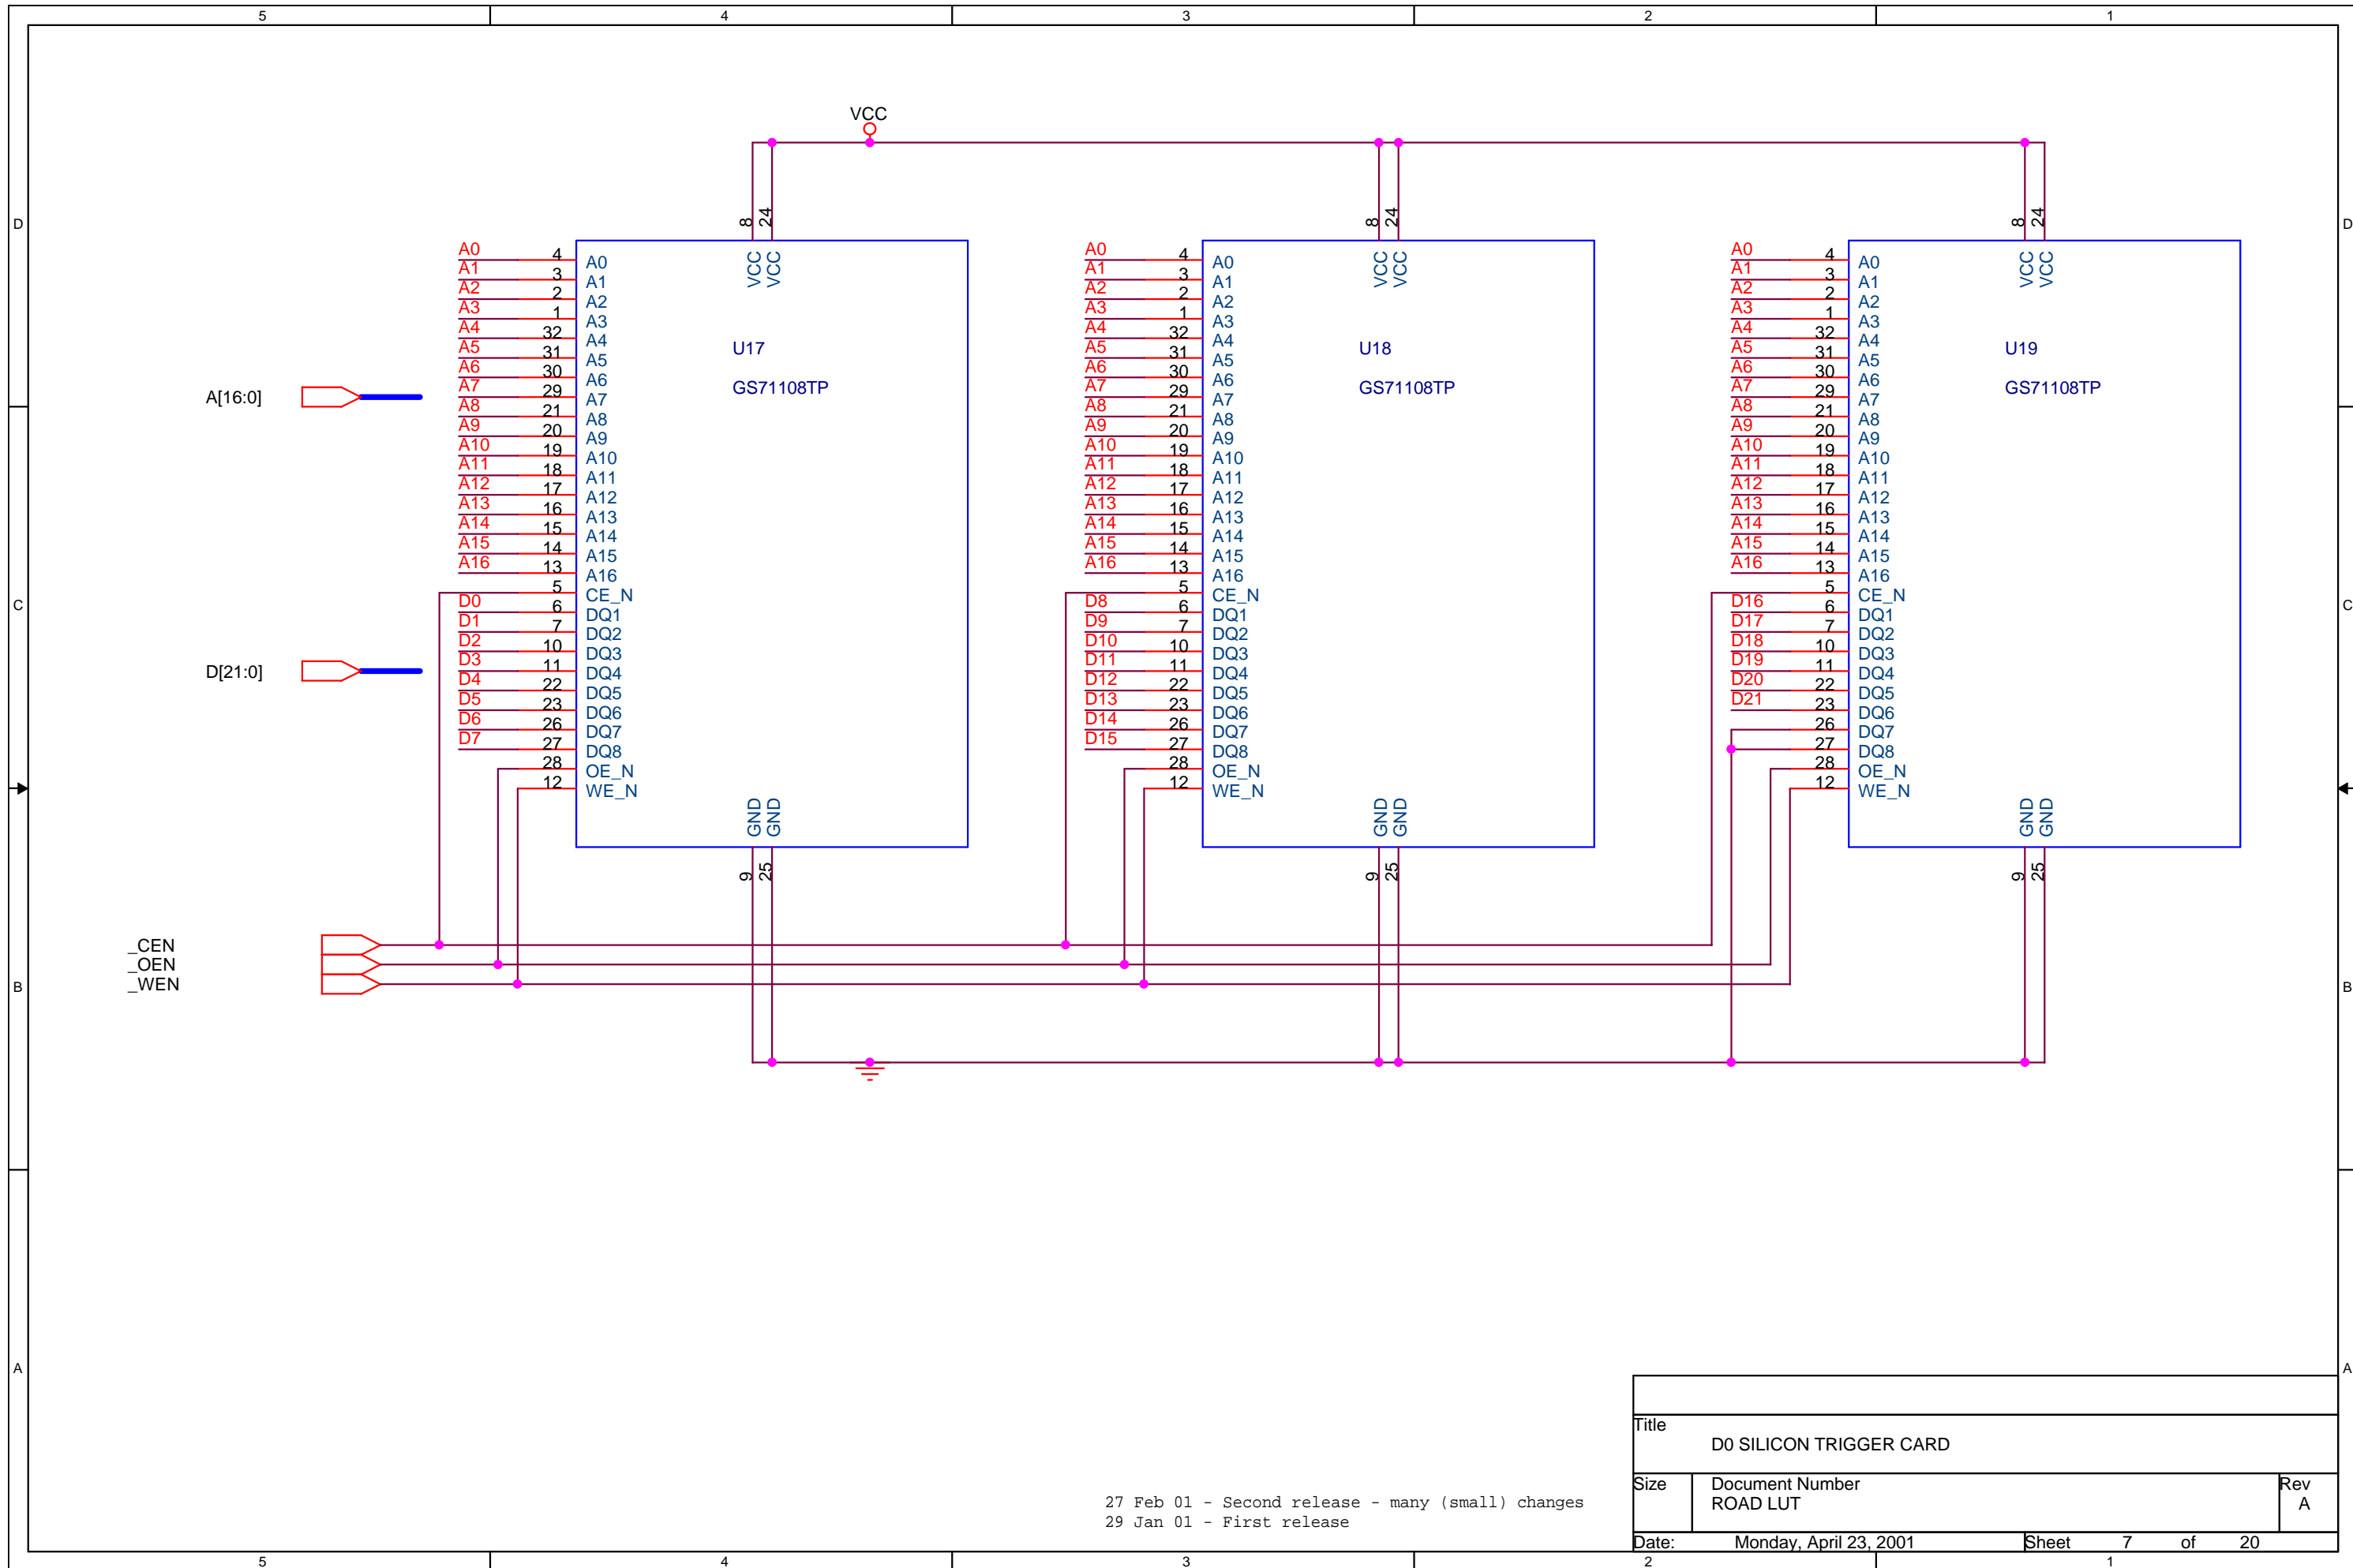 5 4 3 2 1
VCC
D D
8 24 8 24 8 24
VCC VCC VCC VCC VCC VCC
A0 4 A0 A0 4 A0 A0 4 A0
A1 3 A1 A1 3 A1 A1 3 A1
A2 2 A2 A2 2 A2 A2 2 A2
A3 1 A3 A3 1 A3 A3 1 A3
A4 32 A4 A4 32 A4 A4 32 A4
U17 U18 U19
A5 31 A5 A5 31 A5 A5 31 A5
A6 30 A6 A6 30 A6 A6 30 A6
GS71108TP GS71108TP GS71108TP
A[16:0]
A7 29 A7 A7 29 A7 A7 29 A7
A8 21 A8 A8 21 A8 A8 21 A8
A9 20 A9 A9 20 A9 A9 20 A9
A10 19 A10 A10 19 A10 A10 19 A10
A11 18 A11 A11 18 A11 A11 18 A11
A12 17 A12 A12 17 A12 A12 17 A12
A13 16 A13 A13 16 A13 A13 16 A13
A14 15 A14 A14 15 A14 A14 15 A14
A15 14 A15 A15 14 A15 A15 14 A15
A16 13 A16 A16 13 A16 A16 13 A16
5 CE_N 5 CE_N 5 CE_N
C C
D0 6 DQ1 D8 6 DQ1 D16 6 DQ1
D1 7 DQ2 D9 7 DQ2 D17 7 DQ2
D2 10 DQ3 D10 10 DQ3 D18 10 DQ3
D[21:0]
D3 11 DQ4 D11 11 DQ4 D19 11 DQ4
D4 22 DQ5 D12 22 DQ5 D20 22 DQ5
D5 23 DQ6 D13 23 DQ6 D21 23 DQ6
D6 26 DQ7 D14 26 DQ7 26 DQ7
D7 27 DQ8 D15 27 DQ8 27 DQ8
28 OE_N 28 OE_N 28 OE_N
12 WE_N 12 WE_N 12 WE_N
GND GND GND GND GND GND
9 25 9 25 9 25
_CEN
_OEN
_WEN
B B
A A
27 Feb 01 - Second release - many (small) changes
29 Jan 01 - First release
Title
D0 SILICON TRIGGER CARD
Size Document Number Rev
ROAD LUT A
Date: Monday, April 23, 2001 Sheet 7 of 20
5 4 3 2 1